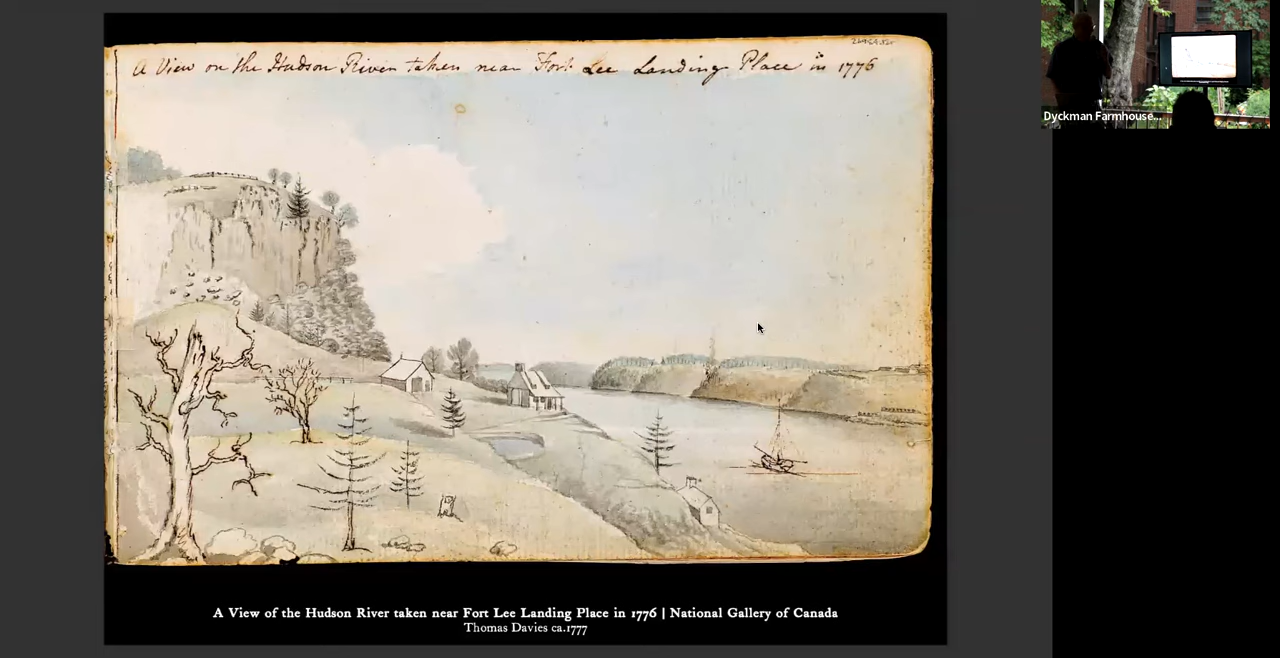 A View on the Hudson River taken near Fort Lee Landing Place in 1776
Dyckman Farmhouse...
A View of the Hudson River taken near Fort Lee Landing Place in 1776 | National Gallery of Canada
Thomas Davies ca.1777